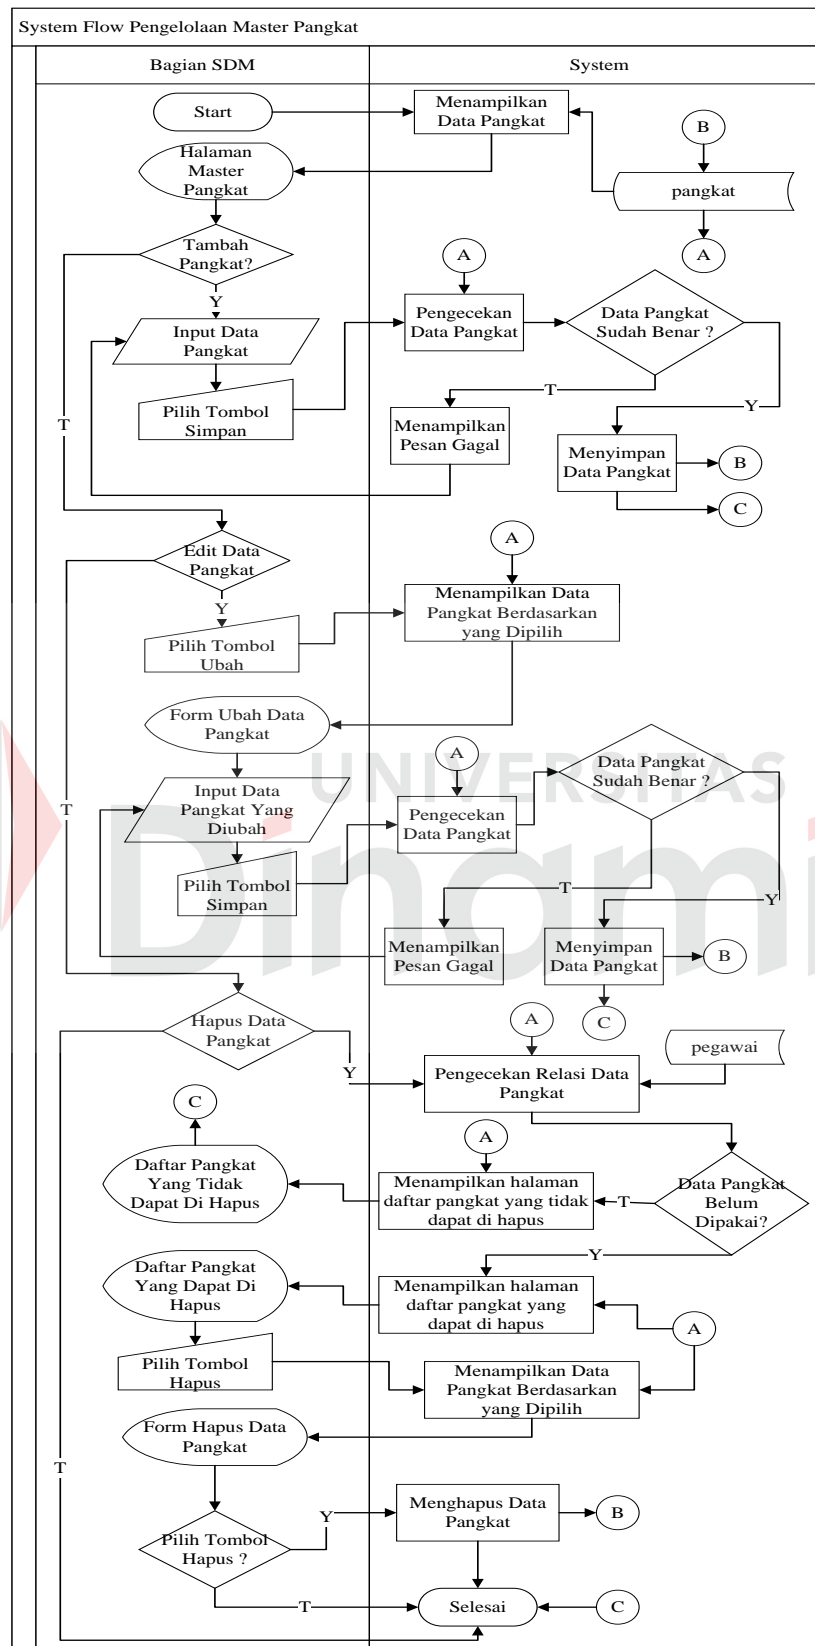 System Flow Pengelolaan Master Pangkat
Bagian SDM
System
Start
Menampilkan
Data Pangkat
B
Halaman
Master
Pangkat
pangkat
A
Tambah
Pangkat?
Y
A
Input Data
Pangkat
Pengecekan
Data Pangkat
Data Pangkat
Sudah Benar ?
T
Pilih Tombol
Simpan
T
Y
Menampilkan
Pesan Gagal
Menyimpan
Data Pangkat
B
C
Edit Data
Pangkat
A
Y
Menampilkan Data
Pangkat Berdasarkan
yang Dipilih
Pilih Tombol
Ubah
Form Ubah Data
Pangkat
A
Data Pangkat
Sudah Benar ?
UNIVERSITAS
Dinami
T
Input Data
Pangkat Yang
Diubah
Pengecekan
Data Pangkat
Pilih Tombol
Simpan
T
Y
Menampilkan
Pesan Gagal
Menyimpan
Data Pangkat
B
C
Hapus Data
Pangkat
A
pegawai
Y
Pengecekan Relasi Data
Pangkat
C
A
Daftar Pangkat
Yang Tidak
Dapat Di Hapus
Menampilkan halaman
daftar pangkat yang tidak
dapat di hapus
T
Data Pangkat
Belum
Dipakai?
Y
Daftar Pangkat
Yang Dapat Di
Hapus
Menampilkan halaman
daftar pangkat yang
dapat di hapus
A
Pilih Tombol
Hapus
Menampilkan Data
Pangkat Berdasarkan
yang Dipilih
Form Hapus Data
Pangkat
T
Y
Menghapus Data
Pangkat
B
Pilih Tombol
Hapus ?
T
Selesai
C